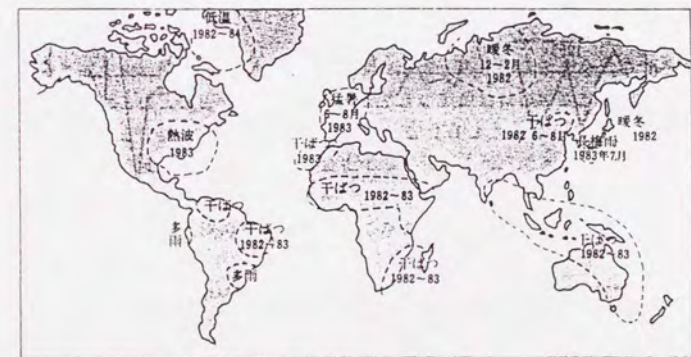 低温
1982~84
暖冬
12~2月
1982
猛暑
6~8月
1983
熱波
1983
干ばつ
1982 6~8月
暖冬
1982
長梅雨
1983年7月
干ばつ
1983
干ばつ 1982~83
干ばつ
多雨
干ばつ
1982~83
多雨
干ばつ
1982~83
干ばつ
1982~83